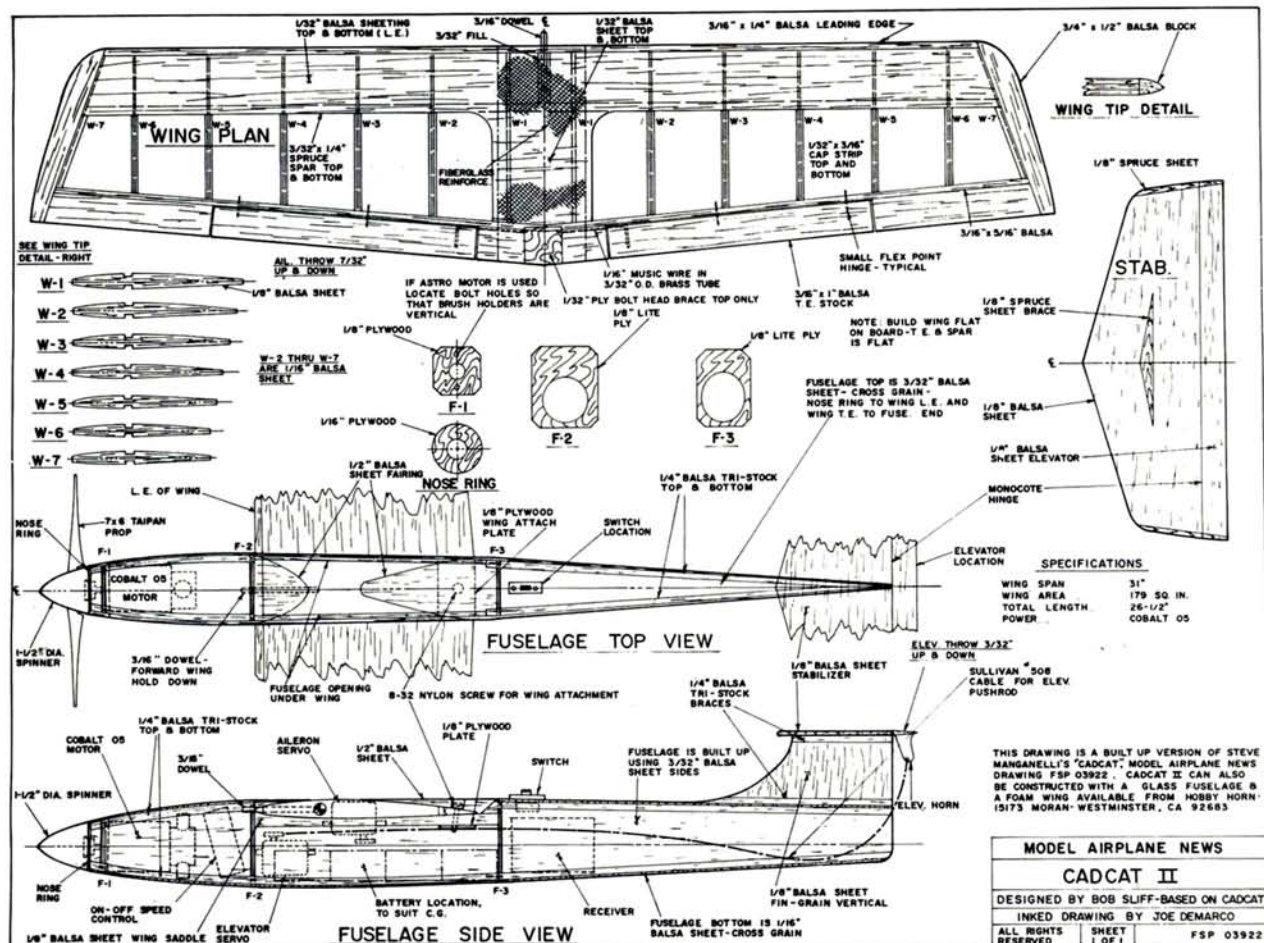 1/32" BALSA SHEETING
TOP & BOTTOM (L.E.)
3/16" DOWEL
3/32" FILL
1/32" BALSA
SHEET TOP
& BOTTOM
3/16" x 1/4" BALSA LEADING EDGE
3/4" x 1/2" BALSA BLOCK
WING TIP DETAIL
WING PLAN
W-7
W-6
W-5
W-4
W-3
W-2
W-1
W-1
W-2
W-3
W-4
W-5
W-6
W-7
3/32" x 1/4"
SPRUCE
SPAR TOP
& BOTTOM
FIBERGLASS
REINFORCE.
1/32" x 3/16"
CAP STRIP
TOP AND
BOTTOM
1/8" SPRUCE SHEET
3/16" x 5/16" BALSA
SMALL FLEX POINT
HINGE - TYPICAL
3/16" x 1" BALSA
T.E. STOCK
1/16" MUSIC WIRE IN
3/32" O.D. BRASS TUBE
1/32" PLY BOLT HEAD BRACE TOP ONLY
NOTE: BUILD WING FLAT
ON BOARD - T.E. & SPAR
IS FLAT
SEE WING TIP
DETAIL - RIGHT
AIL. THROW 7/32"
UP & DOWN
W-1
1/8" BALSA SHEET
W-2
W-3
W-4
W-5
W-6
W-7
W-2 THRU W-7
ARE 1/16" BALSA
SHEET
IF ASTRO MOTOR IS USED
LOCATE BOLT HOLES SO
THAT BRUSH HOLDERS ARE
VERTICAL
1/8" PLYWOOD
F-1
1/8" LITE
PLY
F-2
1/8" LITE PLY
F-3
1/16" PLYWOOD
NOSE RING
STAB.
1/8" SPRUCE
SHEET BRACE
1/8" BALSA
SHEET
BALSA
SHEET ELEVATOR
MONOCOTE
HINGE
FUSELAGE TOP IS 3/32" BALSA
SHEET - CROSS GRAIN -
NOSE RING TO WING L.E. AND
WING T.E. TO FUSE. END
1/2" BALSA
SHEET FAIRING
L.E. OF WING
1/4" BALSA TRI-STOCK
TOP & BOTTOM
1/8" PLYWOOD
WING ATTACH
PLATE
SWITCH
LOCATION
NOSE
RING
7x6 TAIPAN
PROP
F-1
F-2
F-3
COBALT 05
MOTOR
ELEVATOR
LOCATION
1-1/2" DIA.
SPINNER
3/16" DOWEL-
FORWARD WING
HOLD DOWN
FUSELAGE OPENING
UNDER WING
8-32 NYLON SCREW FOR WING ATTACHMENT
FUSELAGE TOP VIEW
1/8" BALSA SHEET
STABILIZER
SPECIFICATIONS
WING SPAN 31"
WING AREA 179 SQ. IN.
TOTAL LENGTH 26-1/2"
POWER COBALT 05
ELEV. THROW 3/32"
UP & DOWN
SULLIVAN #508
CABLE FOR ELEV.
PUSHROD
1/4" BALSA
TRI-STOCK
BRACES
1/4" BALSA TRI-STOCK
TOP & BOTTOM
COBALT 05
MOTOR
3/16"
DOWEL
AILERON
SERVO
1/2" BALSA
SHEET
1/8" PLYWOOD
PLATE
SWITCH
FUSELAGE IS BUILT UP
USING 3/32" BALSA
SHEET SIDES
1-1/2" DIA. SPINNER
ELEV. HORN
NOSE
RING
F-1
F-2
F-3
ON-OFF SPEED
CONTROL
1/8" BALSA SHEET WING SADDLE
ELEVATOR
SERVO
BATTERY LOCATION,
TO SUIT C.G.
RECEIVER
FUSELAGE BOTTOM IS 1/16"
BALSA SHEET-CROSS GRAIN
1/8" BALSA SHEET
FIN-GRAIN VERTICAL
FUSELAGE SIDE VIEW
THIS DRAWING IS A BUILT UP VERSION OF STEVE
MANGANELLI'S "CADCAT", MODEL AIRPLANE NEWS
DRAWING FSP 03922. CADCAT II CAN ALSO
BE CONSTRUCTED WITH A GLASS FUSELAGE &
A FOAM WING AVAILABLE FROM HOBBY HORN-
15173 MORAN-WESTMINSTER, CA 92683
MODEL AIRPLANE NEWS
CADCAT II
DESIGNED BY BOB SLIFF-BASED ON CADCAT
INKED DRAWING BY JOE DEMARCO
ALL RIGHTS
RESERVED
SHEET
1 OF 1
FSP 03922